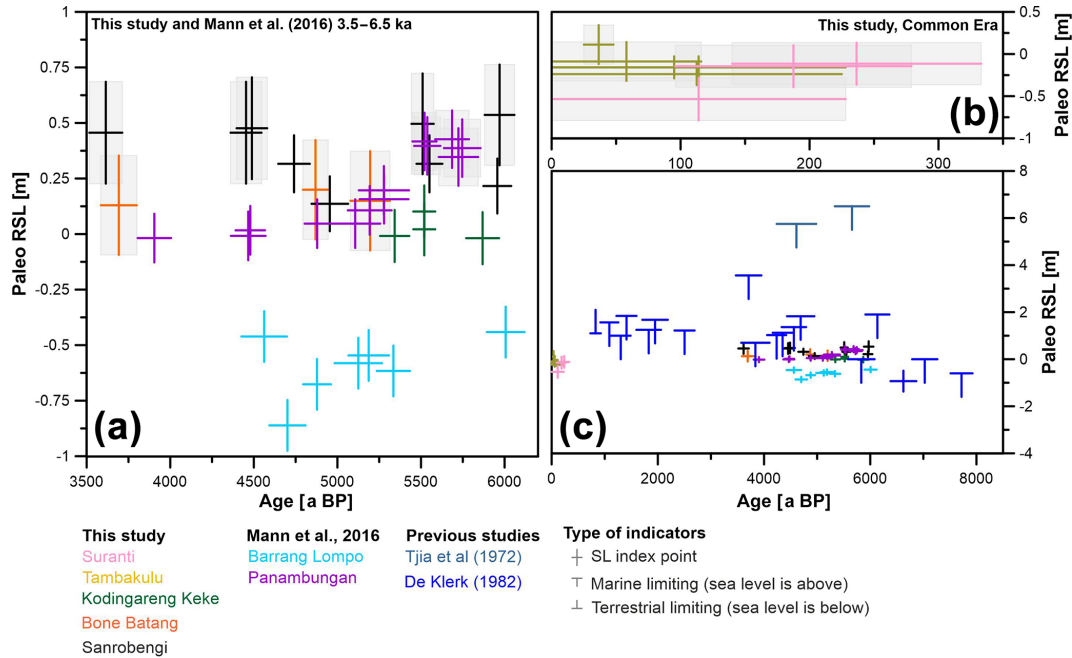 This study and Mann et al. (2016) 3.5–6.5 ka
1
0.75
0.5
0.25
0
-0.25
-0.5
-0.75
-1
Paleo RSL [m]
(a)
3500 4000 4500 5000 5500 6000
Age [a BP]
This study, Common Era
0.5
0
-0.5
-1
Paleo RSL [m]
(b)
0 100 200 300
8
6
4
2
0
-2
-4
Paleo RSL [m]
(c)
0 2000 4000 6000 8000
Age [a BP]
This study
Suranti
Tambakulu
Kodingareng Keke
Bone Batang
Sanrobengi
Mann et al., 2016
Barrang Lompo
Panambungan
Previous studies
Tjia et al (1972)
De Klerk (1982)
Type of indicators
SL index point
Marine limiting (sea level is above)
Terrestrial limiting (sea level is below)